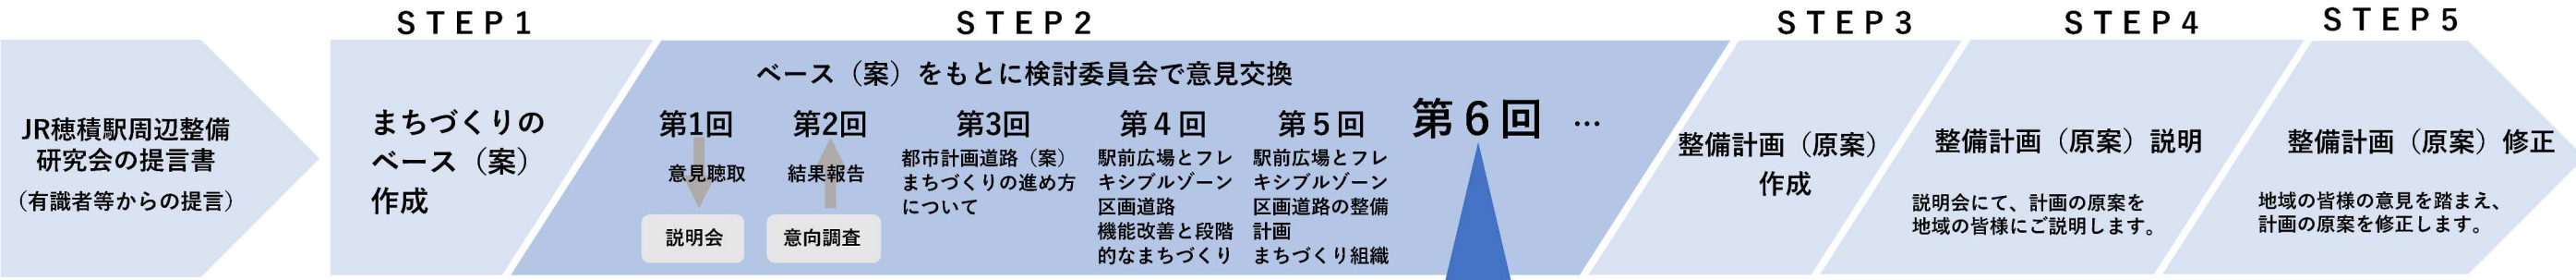 JR穂積駅周辺整備
研究会の提言書
（有識者等からの提言）
STEP1
まちづくりの
ベース（案）
作成
STEP2
ベース（案）をもとに検討委員会で意見交換
第1回
意見聴取
説明会
第2回
結果報告
意向調査
第3回
都市計画道路（案）
まちづくりの進め方
について
第４回
駅前広場とフレ
キシブルゾーン
区画道路
機能改善と段階
的なまちづくり
第５回
駅前広場とフレ
キシブルゾーン
区画道路の整備
計画
まちづくり組織
第６回
…
STEP3
整備計画（原案）
作成
STEP4
整備計画（原案）説明
説明会にて、計画の原案を
地域の皆様にご説明します。
STEP5
整備計画（原案）修正
地域の皆様の意見を踏まえ、
計画の原案を修正します。